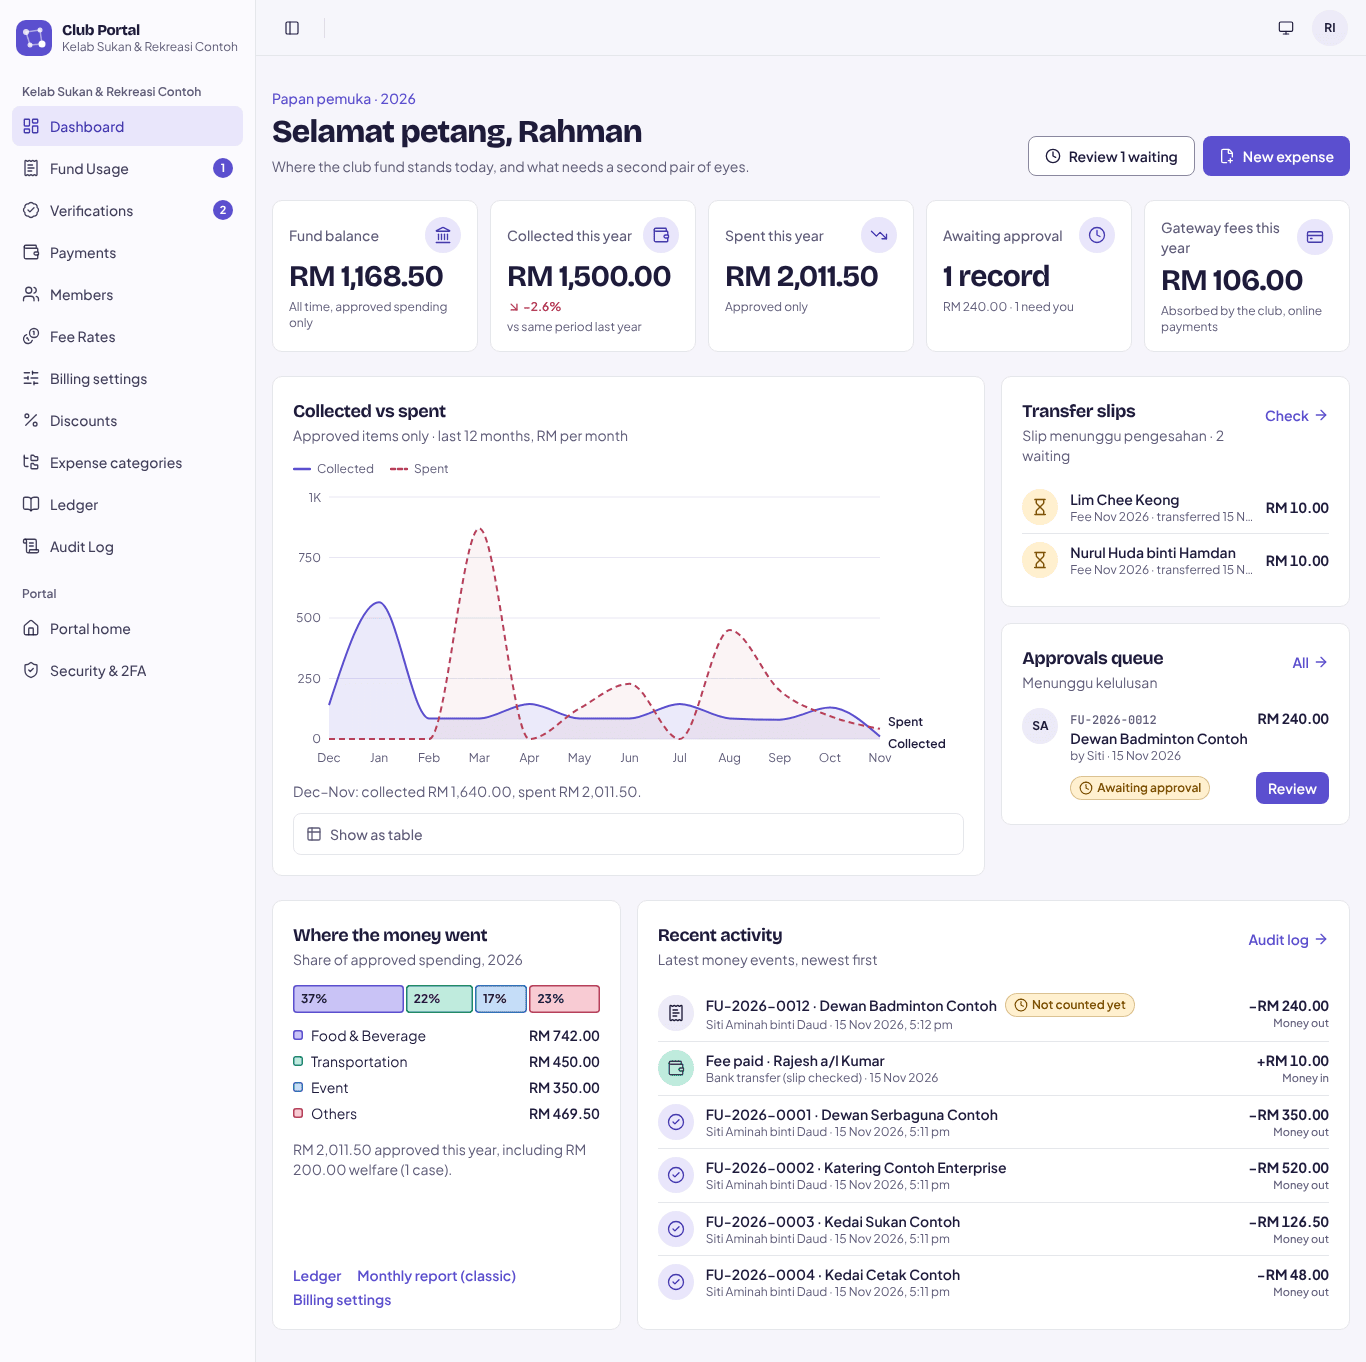 Club Portal
Kelab Sukan & Rekreasi Contoh
Kelab Sukan & Rekreasi Contoh
Dashboard
Fund Usage 1
Verifications 2
Payments
Members
Fee Rates
Billing settings
Discounts
Expense categories
Ledger
Audit Log
Portal
Portal home
Security & 2FA
RI
Papan pemuka · 2026
Selamat petang, Rahman
Where the club fund stands today, and what needs a second pair of eyes.
Review 1 waiting
New expense
Fund balance
RM 1,168.50
All time, approved spending
only
Collected this year
RM 1,500.00
↘ −2.6%
vs same period last year
Spent this year
RM 2,011.50
Approved only
Awaiting approval
1 record
RM 240.00 · 1 need you
Gateway fees this
year
RM 106.00
Absorbed by the club, online
payments
Collected vs spent
Approved items only · last 12 months, RM per month
Collected Spent
1K
750
500
250
0
Dec Jan Feb Mar Apr May Jun Jul Aug Sep Oct Nov
Spent
Collected
Dec–Nov: collected RM 1,640.00, spent RM 2,011.50.
Show as table
Transfer slips
Check →
Slip menunggu pengesahan · 2
waiting
Lim Chee Keong
Fee Nov 2026 · transferred 15 N…
RM 10.00
Nurul Huda binti Hamdan
Fee Nov 2026 · transferred 15 N…
RM 10.00
Approvals queue
All →
Menunggu kelulusan
SA
FU-2026-0012
RM 240.00
Dewan Badminton Contoh
by Siti · 15 Nov 2026
Awaiting approval
Review
Where the money went
Share of approved spending, 2026
37% 22% 17% 23%
Food & Beverage RM 742.00
Transportation RM 450.00
Event RM 350.00
Others RM 469.50
RM 2,011.50 approved this year, including RM
200.00 welfare (1 case).
Ledger Monthly report (classic)
Billing settings
Recent activity
Audit log →
Latest money events, newest first
FU-2026-0012 · Dewan Badminton Contoh Not counted yet −RM 240.00
Siti Aminah binti Daud · 15 Nov 2026, 5:12 pm Money out
Fee paid · Rajesh a/l Kumar +RM 10.00
Bank transfer (slip checked) · 15 Nov 2026 Money in
FU-2026-0001 · Dewan Serbaguna Contoh −RM 350.00
Siti Aminah binti Daud · 15 Nov 2026, 5:11 pm Money out
FU-2026-0002 · Katering Contoh Enterprise −RM 520.00
Siti Aminah binti Daud · 15 Nov 2026, 5:11 pm Money out
FU-2026-0003 · Kedai Sukan Contoh −RM 126.50
Siti Aminah binti Daud · 15 Nov 2026, 5:11 pm Money out
FU-2026-0004 · Kedai Cetak Contoh −RM 48.00
Siti Aminah binti Daud · 15 Nov 2026, 5:11 pm Money out